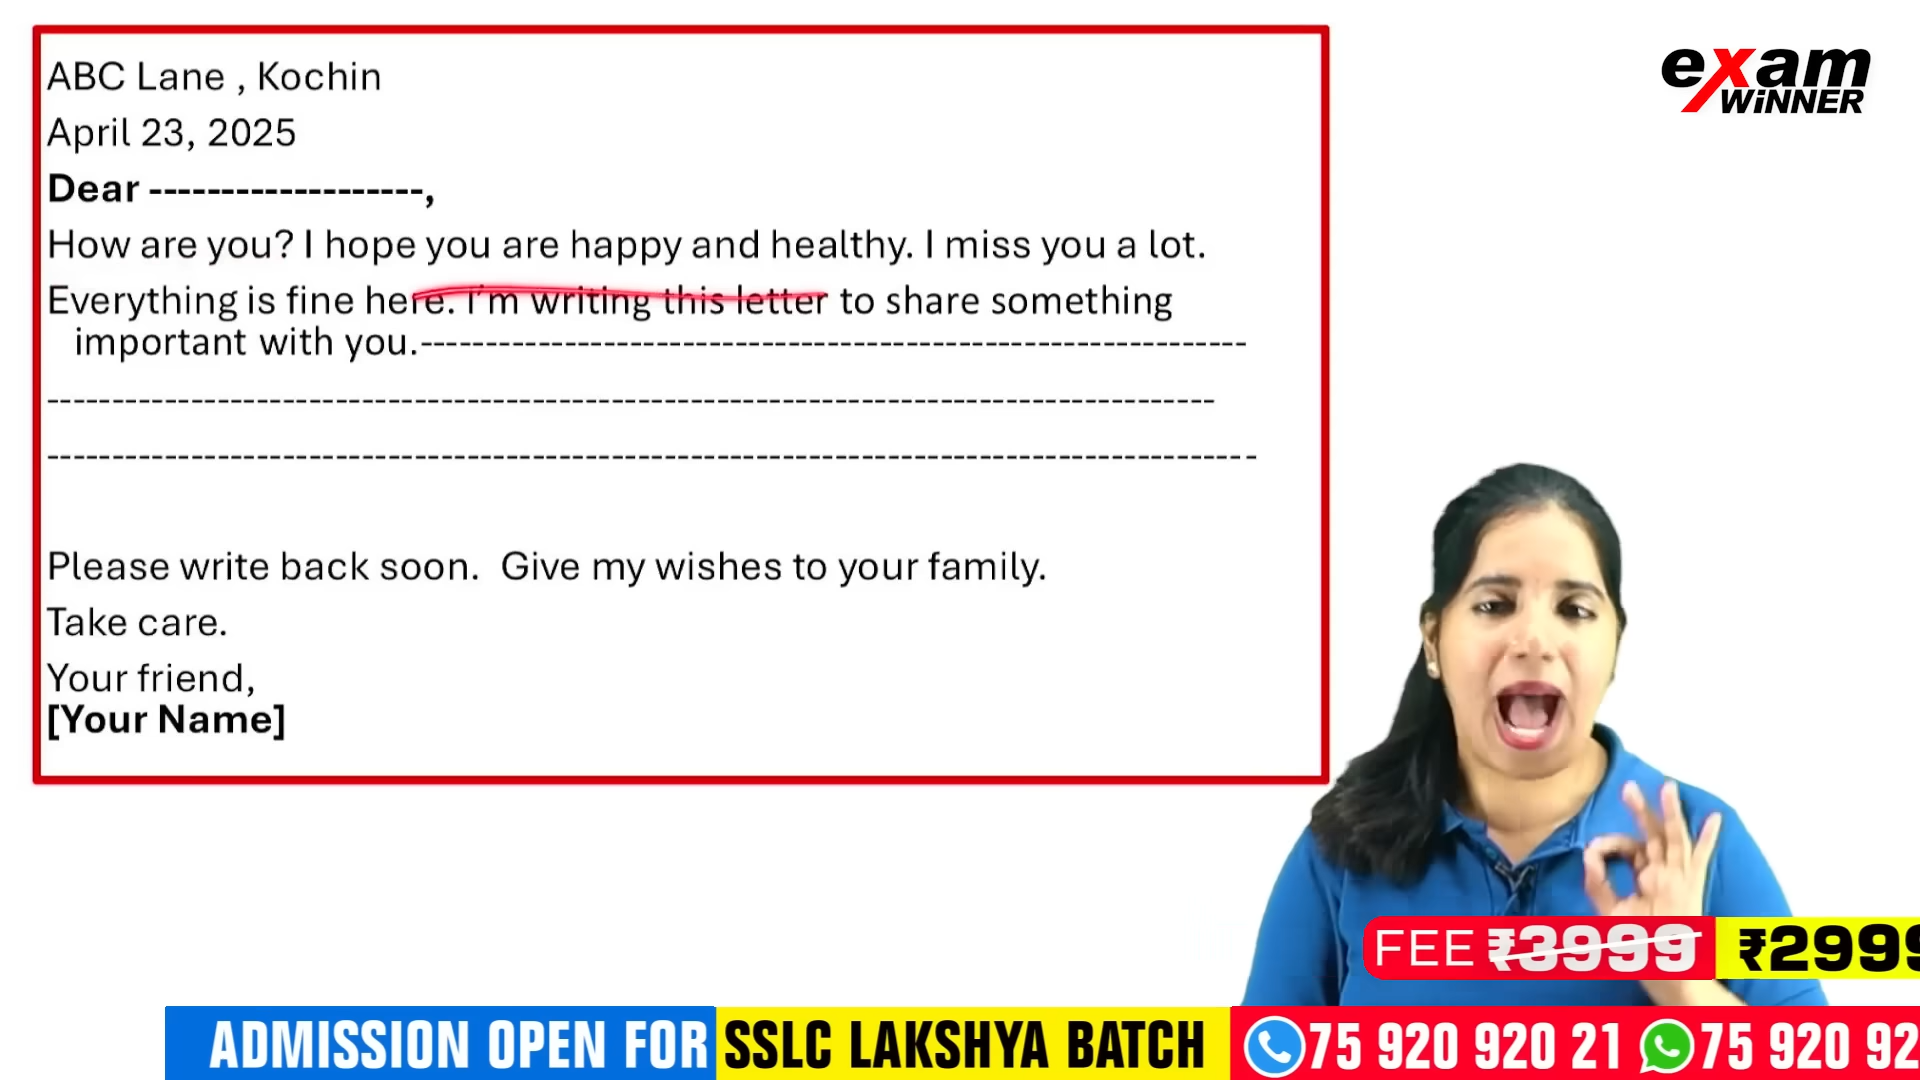 ABC Lane , Kochin
April 23, 2025
Dear -------------------,
How are you? I hope you are happy and healthy. I miss you a lot.
Everything is fine here. I'm writing this letter to share something
important with you.---------------------------------------------------------------
------------------------------------------------------------------------------------------
---------------------------------------------------------------------------------------------
Please write back soon. Give my wishes to your family.
Take care.
Your friend,
[Your Name]
exam
WiNNER
FEE ₹3999 ₹2999
ADMISSION OPEN FOR SSLC LAKSHYA BATCH 75 920 920 21 75 920 92